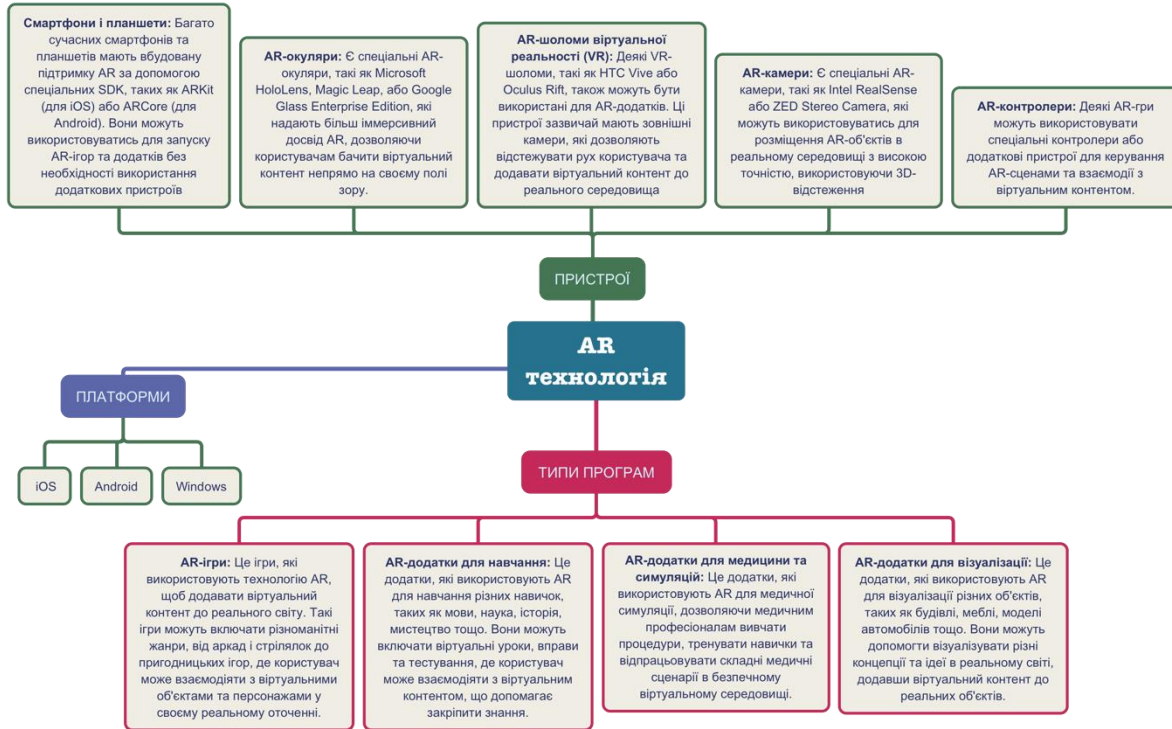 Смартфони і планшети: Багато
сучасних смартфонів та
планшетів мають вбудовану
підтримку AR за допомогою
спеціальних SDK, таких як ARKit
(для iOS) або ARCore (для
Android). Вони можуть
використовуватись для запуску
AR-ігор та додатків без
необхідності використання
додаткових пристроїв
AR-окуляри: Є спеціальні AR-
окуляри, такі як Microsoft
HoloLens, Magic Leap, або Google
Glass Enterprise Edition, які
надають більш іммерсивний
досвід AR, дозволяючи
користувачам бачити віртуальний
контент непрямо на своєму полі
зору.
AR-шоломи віртуальної
реальності (VR): Деякі VR-
шоломи, такі як HTC Vive або
Oculus Rift, також можуть бути
використані для AR-додатків. Ці
пристрої зазвичай мають зовнішні
камери, які дозволяють
відстежувати рух користувача та
додавати віртуальний контент до
реального середовища
AR-камери: Є спеціальні AR-
камери, такі як Intel RealSense
або ZED Stereo Camera, які
можуть використовуватись для
розміщення AR-об'єктів в
реальному середовищі з високою
точністю, використовуючи 3D-
відстеження
AR-контролери: Деякі AR-ігри
можуть використовувати
спеціальні контролери або
додаткові пристрої для керування
AR-сценами та взаємодії з
віртуальним контентом.
ПРИСТРОЇ
AR
технологія
ПЛАТФОРМИ
iOS
Android
Windows
ТИПИ ПРОГРАМ
AR-ігри: Це ігри, які
використовують технологію AR,
щоб додавати віртуальний
контент до реального світу. Такі
ігри можуть включати різноманітні
жанри, від аркад і стрілялок до
пригодницьких ігор, де користувач
може взаємодіяти з віртуальними
об'єктами та персонажами у
своєму реальному оточенні.
AR-додатки для навчання: Це
додатки, які використовують AR
для навчання різних навичок,
таких як мови, наука, історія,
мистецтво тощо. Вони можуть
включати віртуальні уроки, вправи
та тестування, де користувач
може взаємодіяти з віртуальним
контентом, що допомагає
закріпити знання.
AR-додатки для медицини та
симуляцій: Це додатки, які
використовують AR для медичної
симуляції, дозволяючи медичним
професіоналам вивчати
процедури, тренувати навички та
відпрацьовувати складні медичні
сценарії в безпечному
віртуальному середовищі.
AR-додатки для візуалізації: Це
додатки, які використовують AR
для візуалізації різних об'єктів,
таких як будівлі, меблі, моделі
автомобілів тощо. Вони можуть
допомогти візуалізувати різні
концепції та ідеї в реальному світі,
додавши віртуальний контент до
реальних об'єктів.